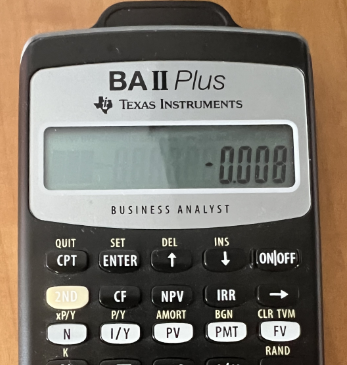 BA II Plus
TEXAS INSTRUMENTS
-0.008
BUSINESS ANALYST
QUIT SET DEL INS
CPT ENTER ↑ ↓ ON|OFF
2ND CF NPV IRR →
xP/Y P/Y AMORT BGN CLR TVM
N I/Y PV PMT FV
K RAND